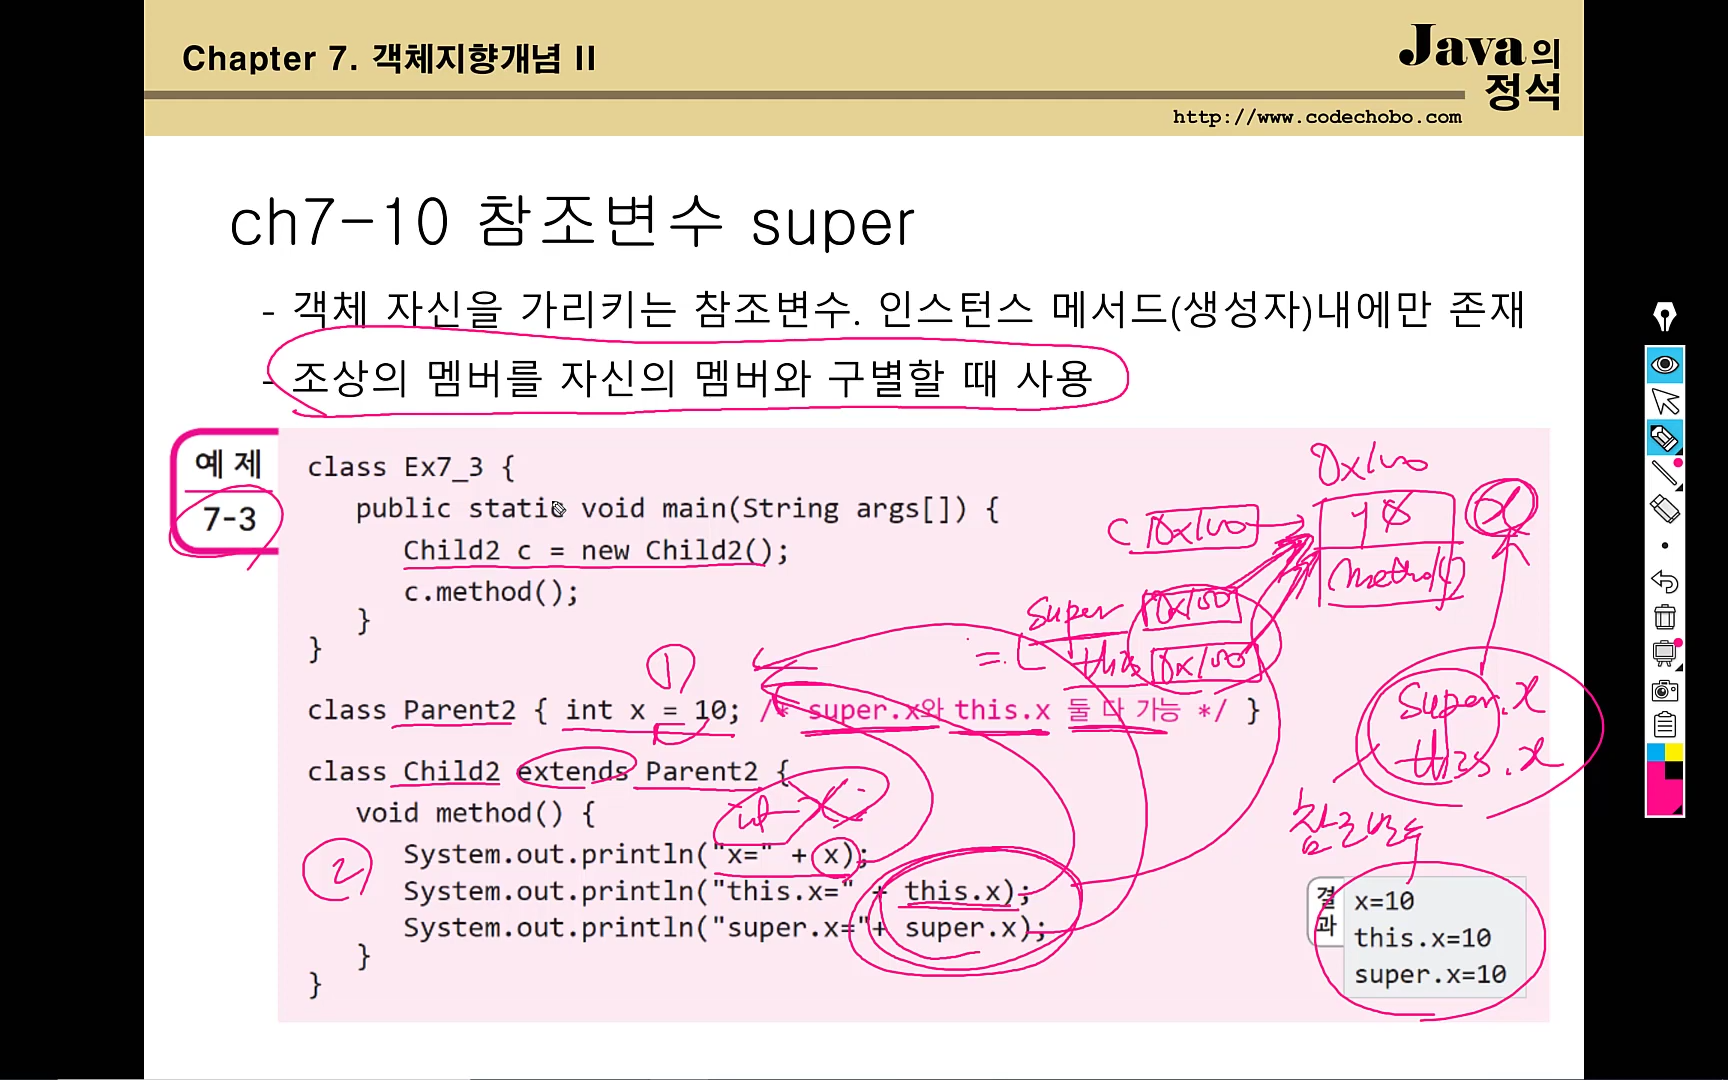 Chapter 7. 객체지향개념 II
Java의
정석
http://www.codechobo.com
ch7-10 참조변수 super
- 객체 자신을 가리키는 참조변수. 인스턴스 메서드(생성자)내에만 존재
- 조상의 멤버를 자신의 멤버와 구별할 때 사용
예제
7-3
class Ex7_3 {
public static void main(String args[]) {
Child2 c = new Child2();
c.method();
}
}
class Parent2 { int x = 10; /* super.x와 this.x 둘 다 가능 */ }
class Child2 extends Parent2 {
void method() {
System.out.println("x=" + x);
System.out.println("this.x=" + this.x);
System.out.println("super.x="+ super.x);
}
}
0x100
c 0x100
10 x
method()
super 0x100
this 0x100
1
int x;
2
super.x
this.x
참조변수
결과
x=10
this.x=10
super.x=10